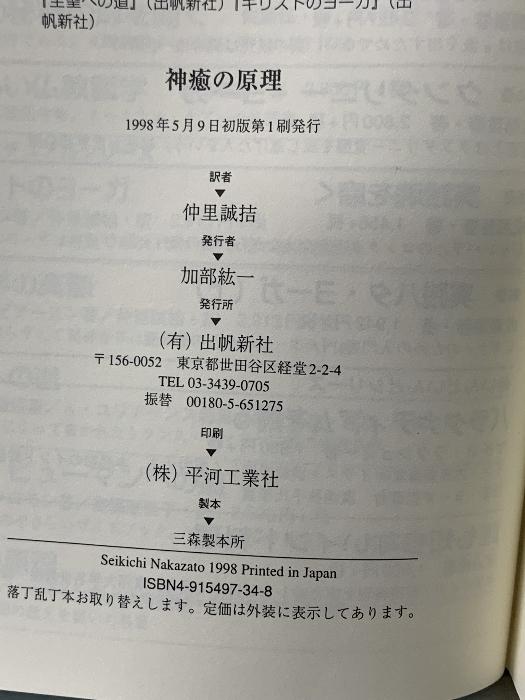 『至聖への道』（出帆新社）『キリストのヨーガ』（出
帆新社）
神癒の原理
1998年5月9日初版第1刷発行
訳者
▼
仲里誠桔
発行者
▼
加部紘一
発行所
▼
（有）出帆新社
〒156-0052 東京都世田谷区経堂2-2-4
TEL 03-3439-0705
振替 00180-5-651275
印刷
▼
（株）平河工業社
製本
▼
三森製本所
Seikichi Nakazato 1998 Printed in Japan
ISBN4-915497-34-8
落丁乱丁本お取り替えします。定価は外装に表示してあります。